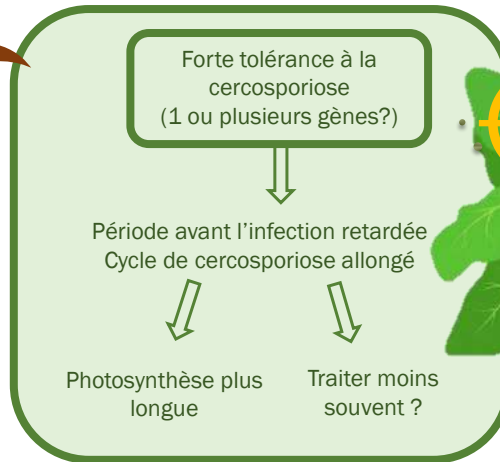 Forte tolérance à la
cercosporiose
(1 ou plusieurs gènes?)
Période avant l’infection retardée
Cycle de cercosporiose allongé
Photosynthèse plus
longue
Traiter moins
souvent ?